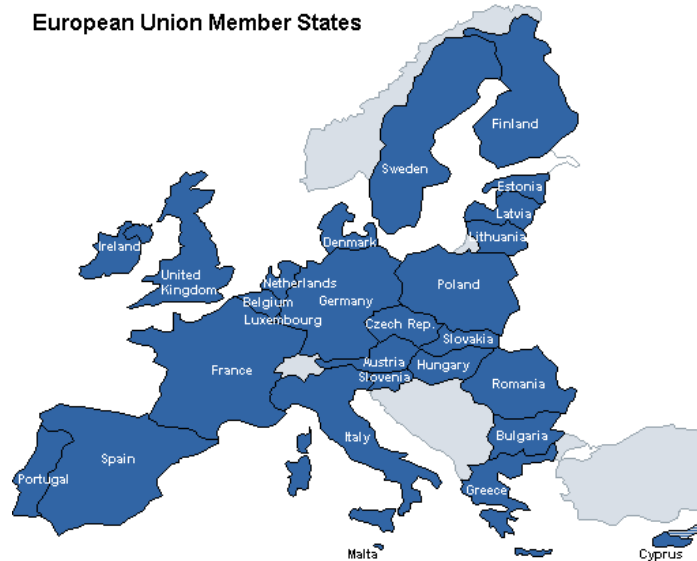 European Union Member States
Finland
Sweden
Estonia
Latvia
Lithuania
Denmark
Ireland
United
Kingdom
Netherlands
Belgium
Germany
Poland
Luxembourg
Czech Rep.
Slovakia
Austria
Hungary
France
Slovenia
Romania
Italy
Bulgaria
Spain
Portugal
Greece
Malta
Cyprus